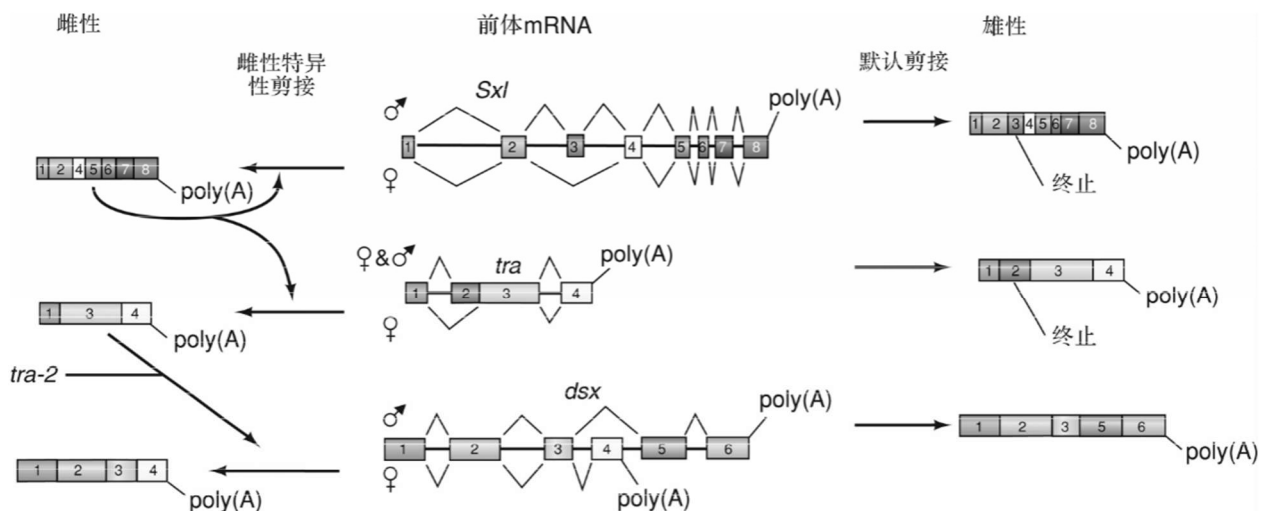 雌性
前体mRNA
雄性
雌性特异
性剪接
默认剪接
♂
Sxl
poly(A)
1 2 3 4 5 6 7 8
♀
1 2 4 5 6 7 8
poly(A)
1 2 3 4 5 6 7 8
poly(A)
终止
♀&♂
tra
poly(A)
1 2 3 4
♀
1 3 4
poly(A)
1 2 3 4
poly(A)
终止
tra-2
♂
dsx
poly(A)
1 2 3 4 5 6
♀
poly(A)
1 2 3 4
poly(A)
1 2 3 5 6
poly(A)